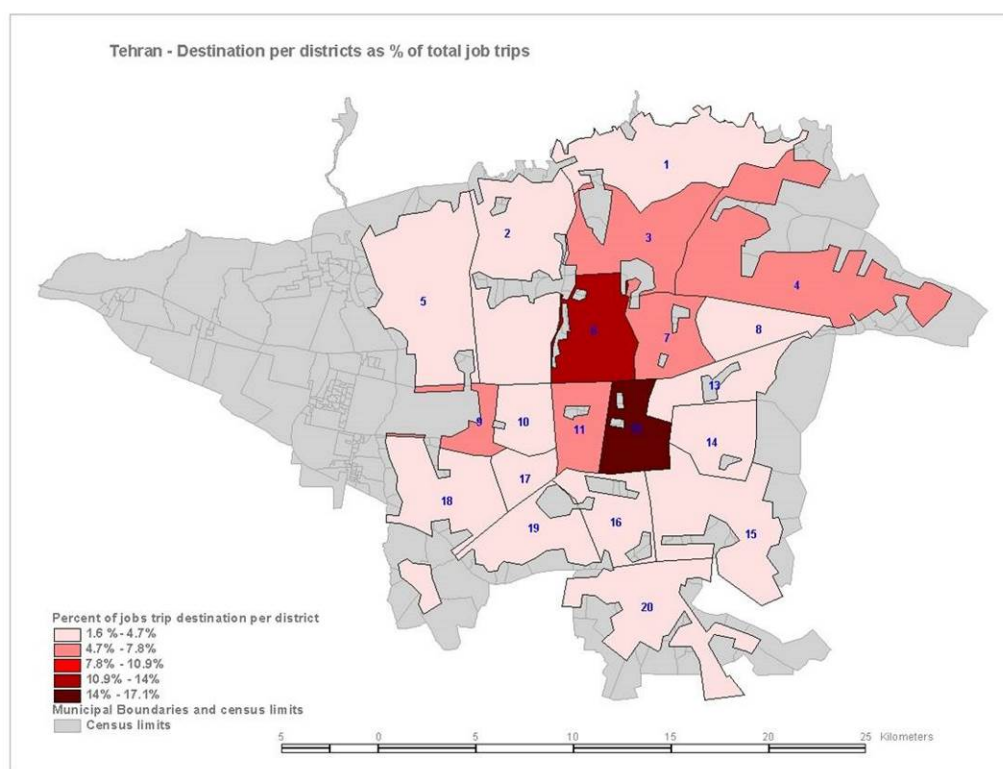 Tehran - Destination per districts as % of total job trips
1
2
3
4
5
6
7
8
9
10
11
12
13
14
15
16
17
18
19
20
Percent of jobs trip destination per district
1.6 %- 4.7%
4.7% - 7.8%
7.8% - 10.9%
10.9% - 14%
14% - 17.1%
Municipal Boundaries and census limits
Census limits
5 0 5 10 15 20 25 Kilometers